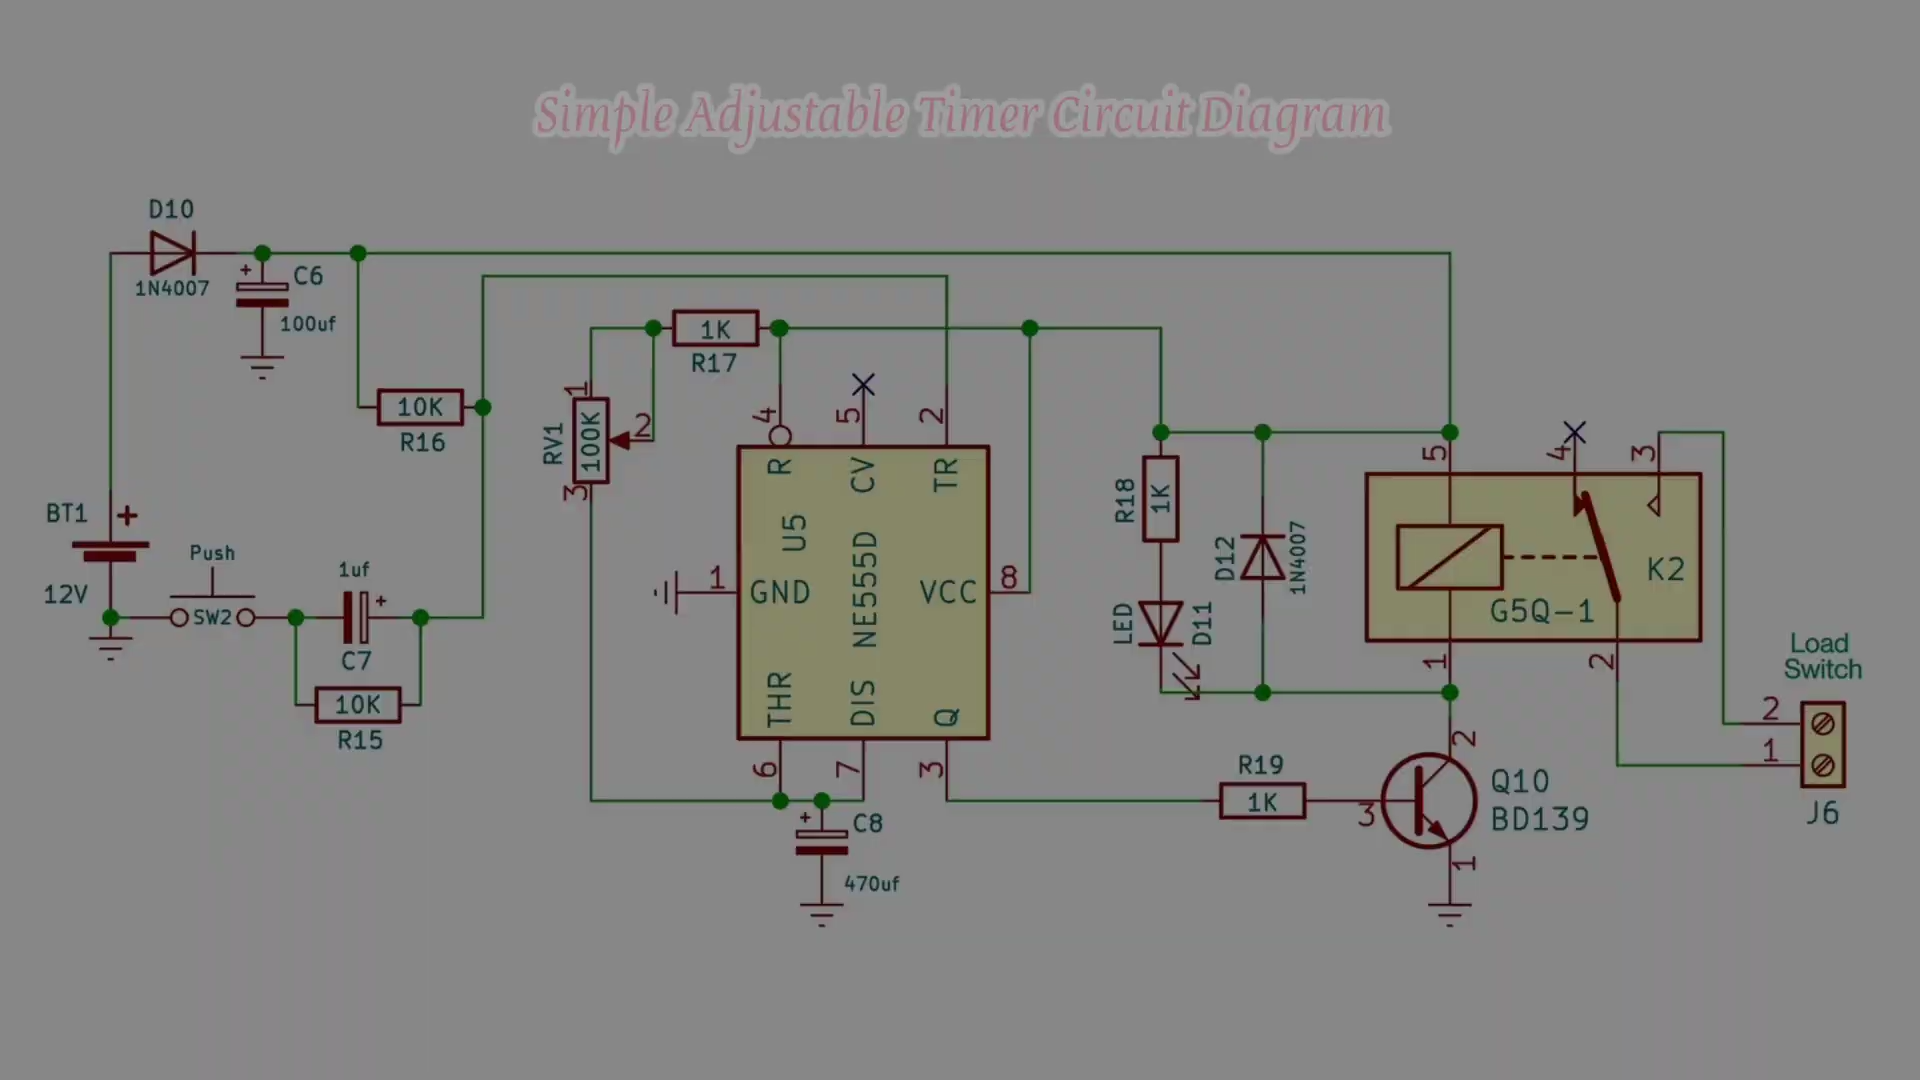 Simple Adjustable Timer Circuit Diagram
D10
1N4007
+
C6
100uf
10K
R16
BT1
+
12V
Push
SW2
1uf
+
C7
10K
R15
1K
R17
RV1
100K
1
2
3
4
5
2
R
CV
TR
U5
NE555D
1
GND
VCC
8
THR
DIS
Q
6
7
3
+
C8
470uf
R18
1K
LED
D11
D12
1N4007
5
4
3
K2
G5Q-1
1
2
R19
1K
3
2
1
Q10
BD139
Load
Switch
2
1
J6